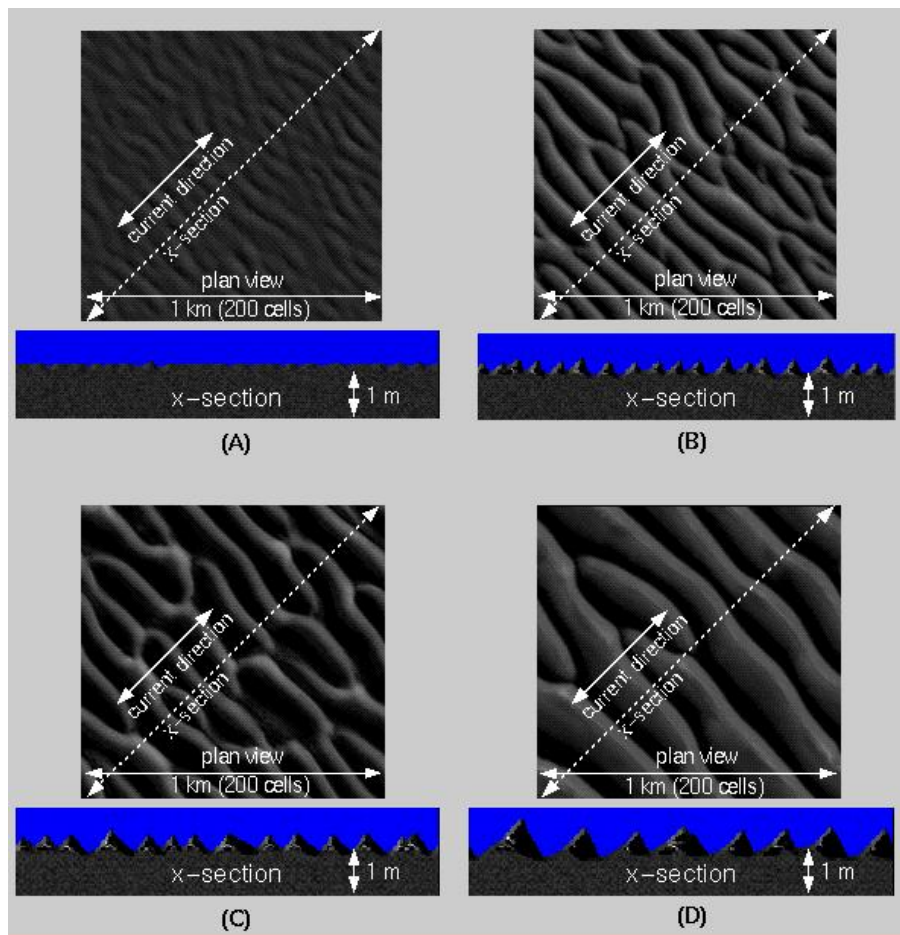 current direction
x-section
plan view
1 km (200 cells)
x-section
1 m
(A)
current direction
x-section
plan view
1 km (200 cells)
x-section
1 m
(B)
current direction
x-section
plan view
1 km (200 cells)
x-section
1 m
(C)
current direction
x-section
plan view
1 km (200 cells)
x-section
1 m
(D)